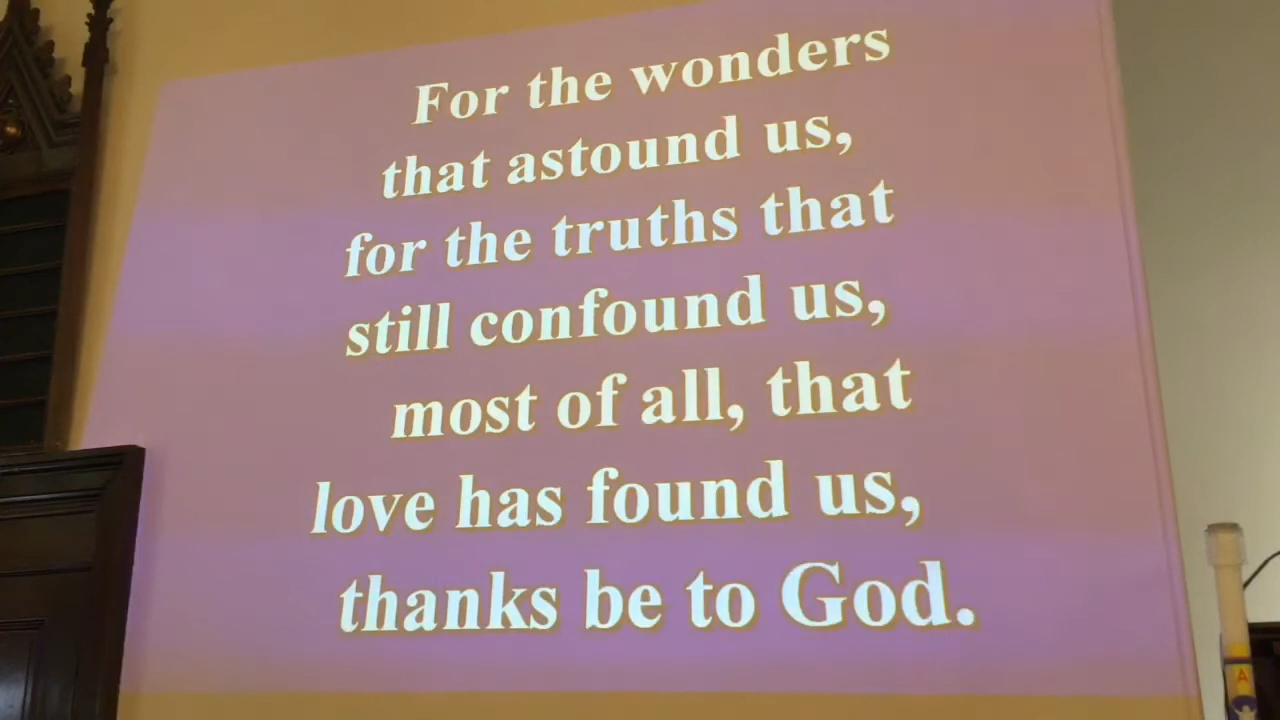 For the wonders
that astound us,
for the truths that
still confound us,
most of all, that
love has found us,
thanks be to God.
A